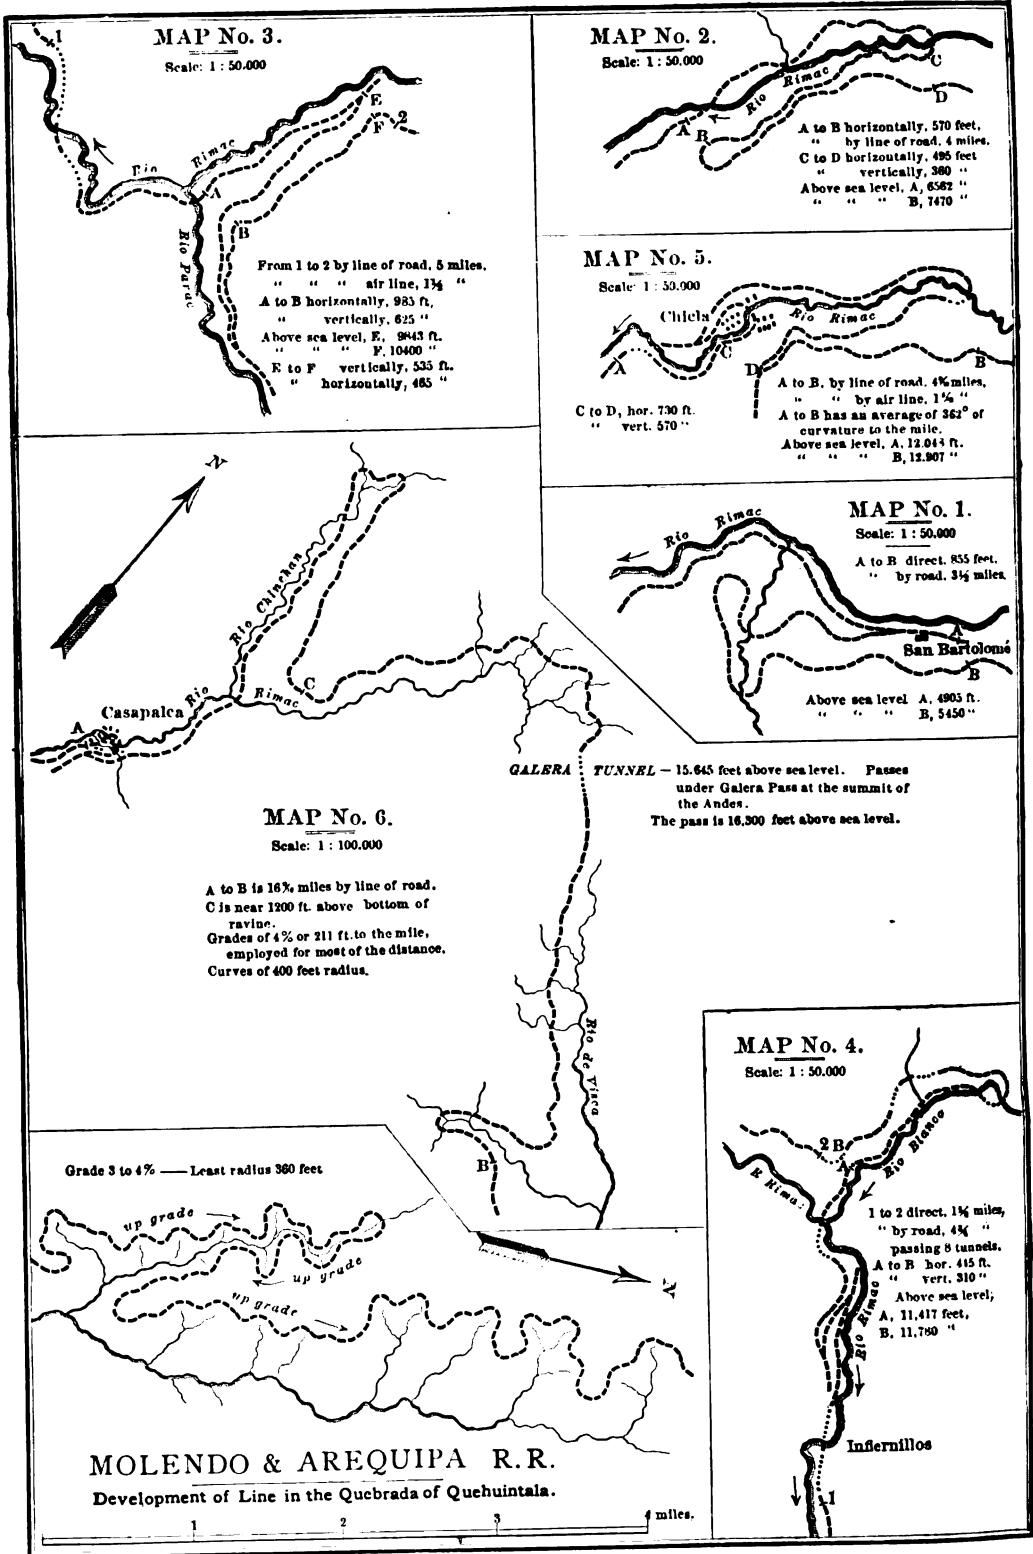 MAP No. 3.
Scale: 1 : 50.000
1
Rio
Rimac
E
F
2
A
B
Rio Parac
From 1 to 2 by line of road, 5 miles.
" " " air line, 1½ "
A to B horizontally, 985 ft.
" vertically, 625 "
Above sea level, E, 9843 ft.
" " " F, 10400 "
E to F vertically, 535 ft.
" horizontally, 465 "
MAP No. 2.
Scale: 1 : 50.000
Rio Rimac
A
B
C
D
A to B horizontally, 570 feet,
" by line of road, 4 miles.
C to D horizontally, 495 feet
" vertically, 360 "
Above sea level, A, 6562 "
" " " B, 7470 "
MAP No. 5.
Scale: 1 : 50.000
Chicla
Rio Rimac
A
C
D
B
C to D, hor. 730 ft.
" vert. 570 "
A to B, by line of road, miles,
" " by air line, "
A to B has an average of 362° of
curvature to the mile.
Above sea level, A, 12.043 ft.
" " " B, 12.907 "
MAP No. 1.
Scale: 1 : 50.000
Rio Rimac
A to B direct, 855 feet,
" by road, 3½ miles.
A
San Bartolomé
B
Above sea level A, 4905 ft.
" " " B, 5450 "
N
Rio Chinchan
C
Rio Rimac
Casapalca
A
GALERA TUNNEL — 15.645 feet above sea level. Passes
under Galera Pass at the summit of
the Andes.
The pass is 16,300 feet above sea level.
MAP No. 6.
Scale: 1 : 100.000
A to B is miles by line of road.
C is near 1200 ft. above bottom of
ravine.
Grades of 4% or 211 ft. to the mile,
employed for most of the distance.
Curves of 400 feet radius.
Rio de
B
MAP No. 4.
Scale: 1 : 50.000
2 B
A
Rio Blanco
R Rimac
1 to 2 direct, miles,
" by road, "
passing 8 tunnels.
A to B hor. 445 ft.
" vert. 310 "
Above sea level;
A, 11,417 feet,
B, 11,760 "
Rio Rimac
Infiernillos
1
Grade 3 to 4% — Least radius 360 feet
up grade
up grade
up grade
N
MOLENDO & AREQUIPA R.R.
Development of Line in the Quebrada of Quehuintala.
1 2 3 4 miles.